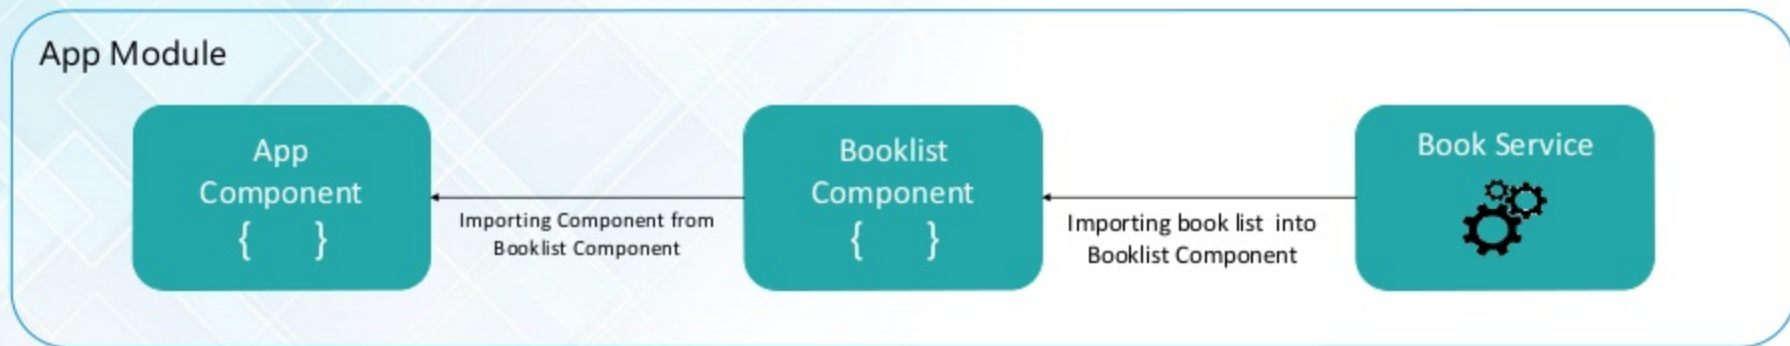 App Module
App
Component
{ }
Importing Component from
Booklist Component
Booklist
Component
{ }
Importing book list into
Booklist Component
Book Service